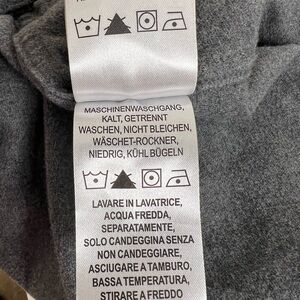 MASCHINENWASCHGANG,
KALT, GETRENNT
WASCHEN, NICHT BLEICHEN,
WÄSCHET-ROCKNER,
NIEDRIG, KÜHL BÜGELN
LAVARE IN LAVATRICE,
ACQUA FREDDA,
SEPARATAMENTE,
SOLO CANDEGGINA SENZA
NON CANDEGGIARE,
ASCIUGARE A TAMBURO,
BASSA TEMPERATURA,
STIRARE A FREDDO